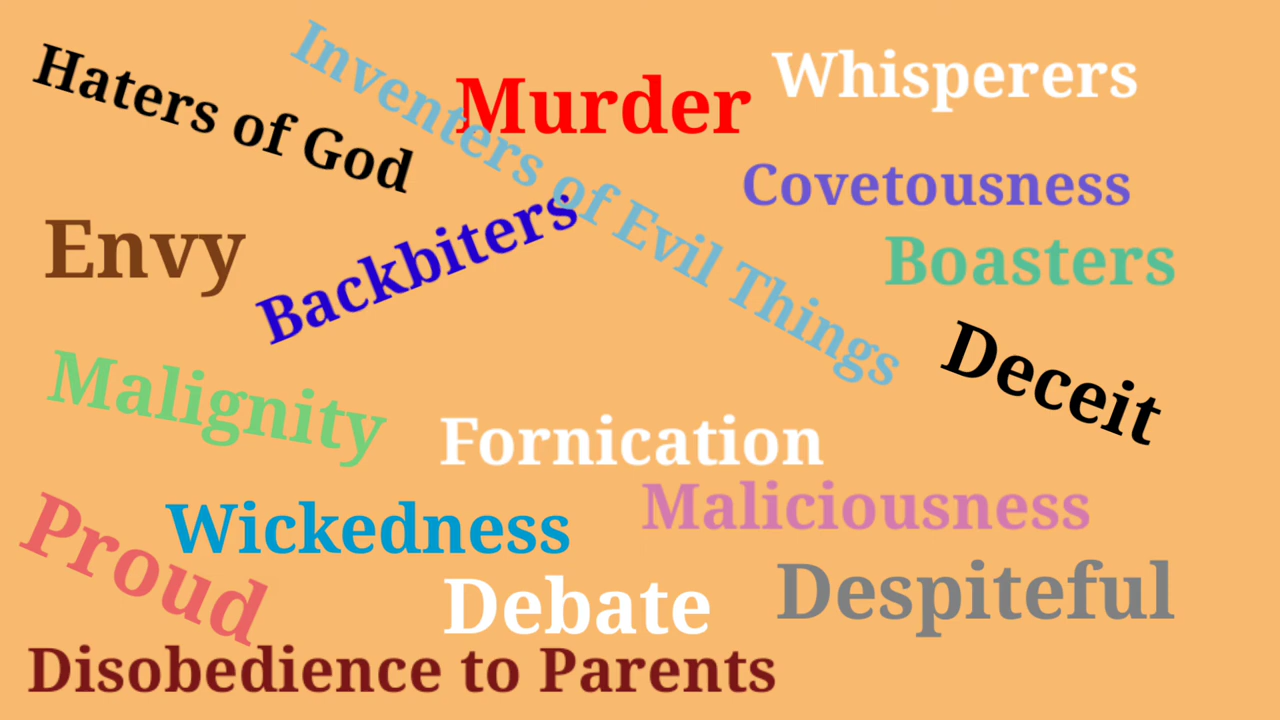 Haters of God
Inventers of Evil Things
Murder
Whisperers
Covetousness
Envy
Backbiters
Boasters
Deceit
Malignity
Fornication
Maliciousness
Proud
Wickedness
Debate
Despiteful
Disobedience to Parents